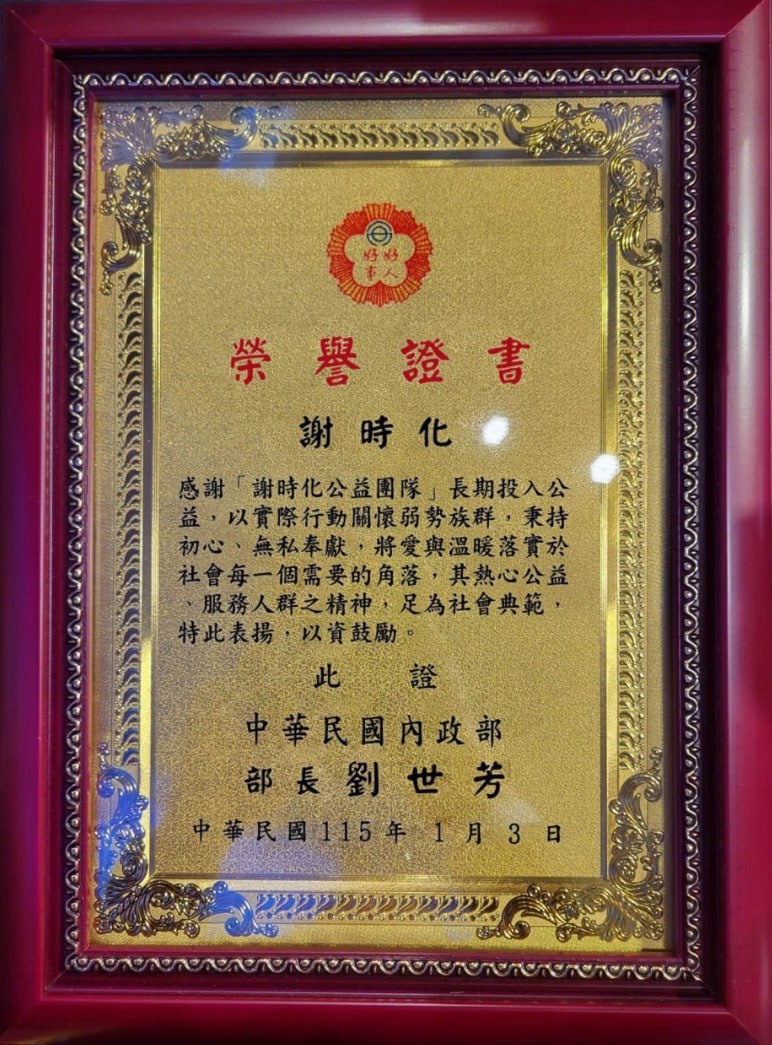 好人
好事
榮譽證書
謝時化
感謝「謝時化公益團隊」長期投入公
益，以實際行動關懷弱勢族群，秉持
初心、無私奉獻，將愛與溫暖落實於
社會每一個需要的角落，其熱心公益
、服務人群之精神，足為社會典範，
特此表揚，以資鼓勵。
此證
中華民國內政部
部長劉世芳
中華民國115年1月3日